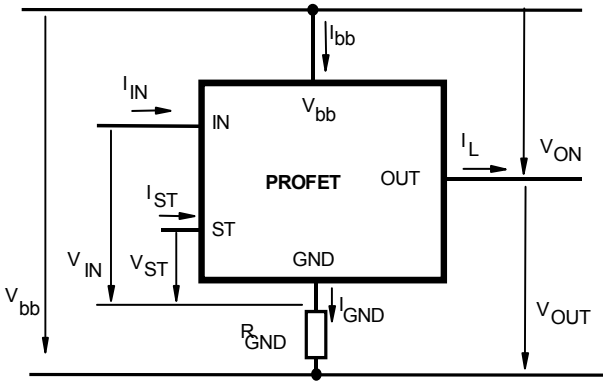 I bb
I IN
V bb
IN
I L
V ON
PROFET
OUT
I ST
ST
V IN
V ST
GND
V bb
I GND
V OUT
R GND